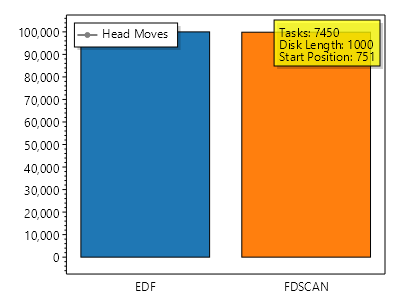 Head Moves
Tasks: 7450
Disk Length: 1000
Start Position: 751
100,000
90,000
80,000
70,000
60,000
50,000
40,000
30,000
20,000
10,000
0
EDF
FDSCAN